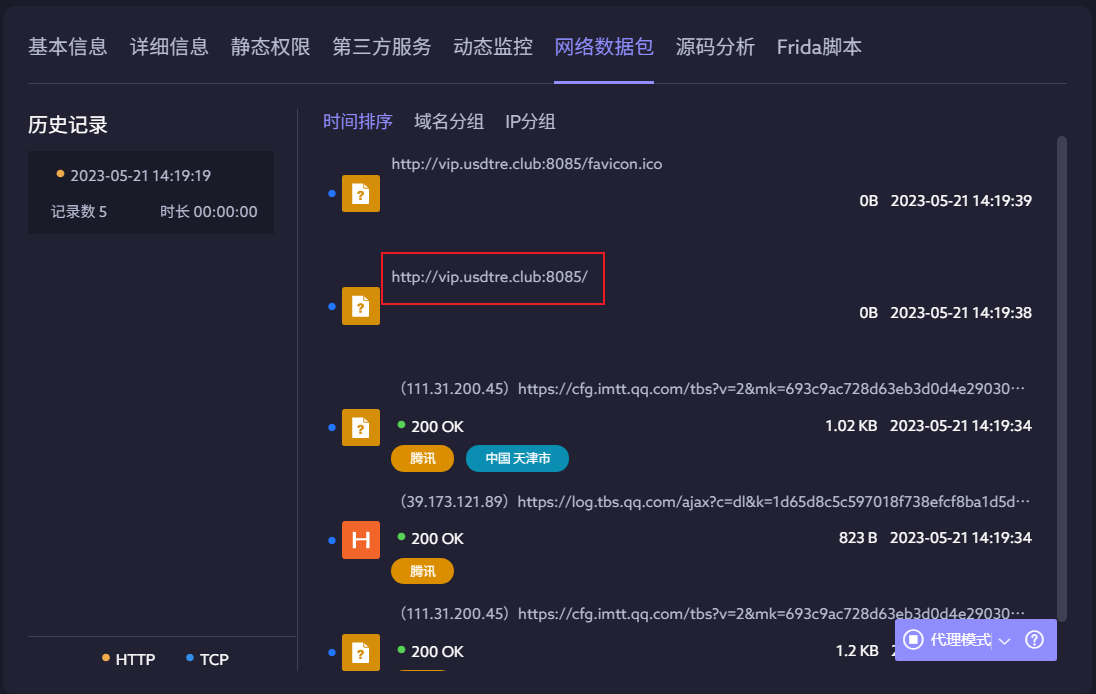 基本信息 详细信息 静态权限 第三方服务 动态监控 网络数据包 源码分析 Frida脚本
历史记录
2023-05-21 14:19:19
记录数 5 时长 00:00:00
HTTP TCP
时间排序 域名分组 IP分组
http://vip.usdtre.club:8085/favicon.ico
?
0B 2023-05-21 14:19:39
http://vip.usdtre.club:8085/
?
0B 2023-05-21 14:19:38
（111.31.200.45）https://cfg.imtt.qq.com/tbs?v=2&mk=693c9ac728d63eb3d0d4e29030···
?
200 OK 1.02 KB 2023-05-21 14:19:34
腾讯 中国 天津市
（39.173.121.89）https://log.tbs.qq.com/ajax?c=dl&k=1d65d8c5c597018f738efcf8ba1d5d···
H
200 OK 823 B 2023-05-21 14:19:34
腾讯
（111.31.200.45）https://cfg.imtt.qq.com/tbs?v=2&mk=693c9ac728d63eb3d0d4e29030···
?
200 OK 1.2 KB
代理模式 ?